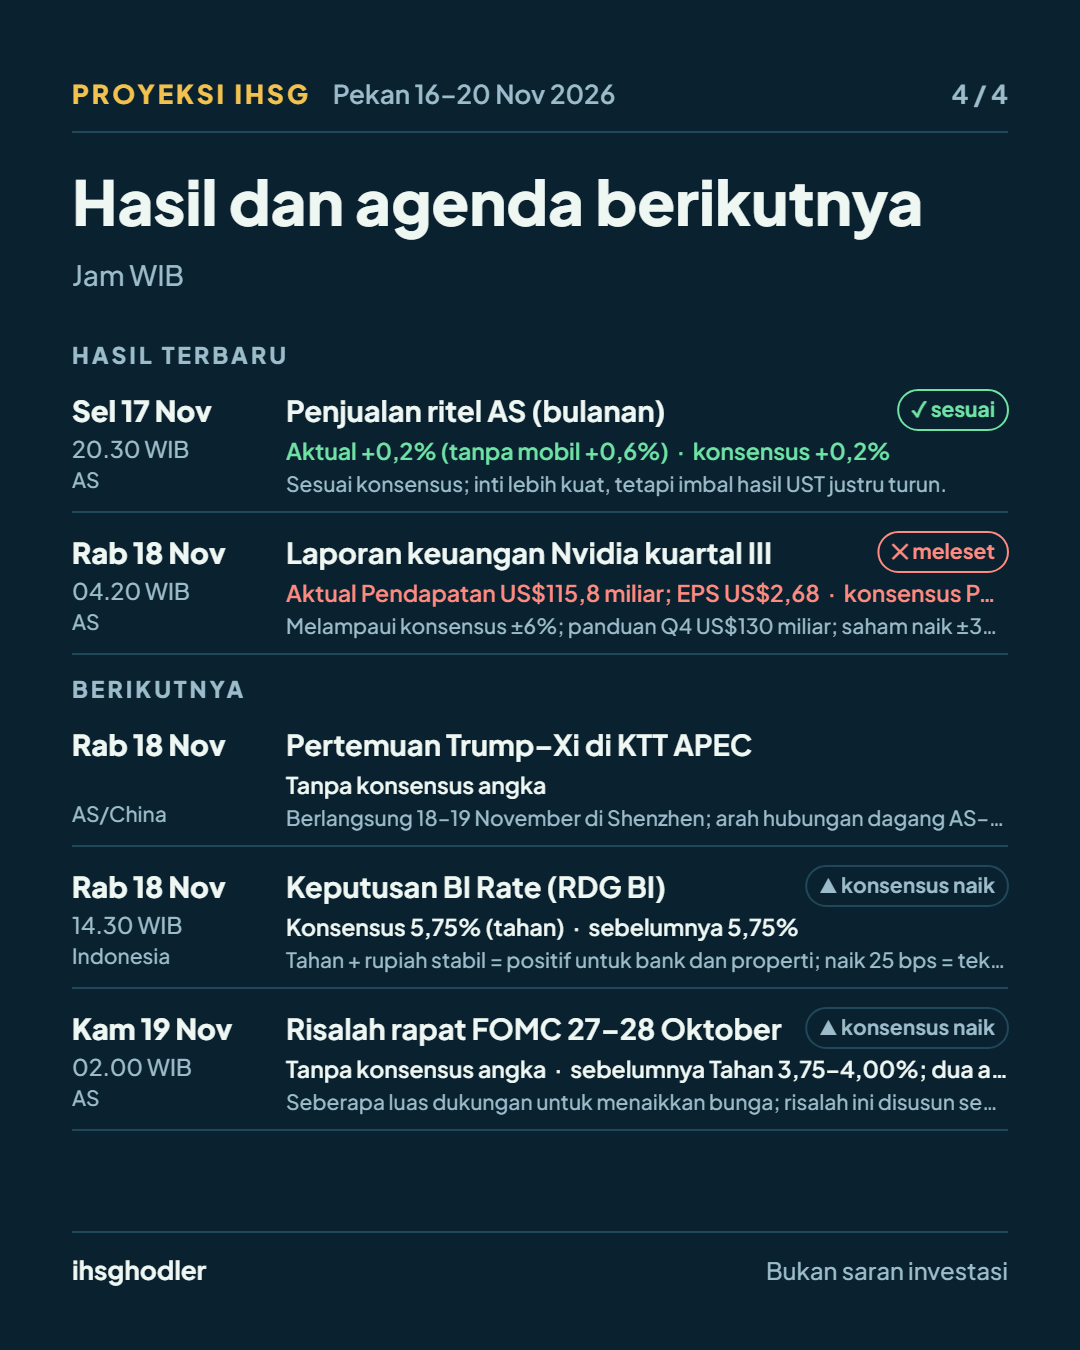 PROYEKSI IHSG Pekan 16–20 Nov 2026 4 / 4
Hasil dan agenda berikutnya
Jam WIB
HASIL TERBARU
Sel 17 Nov Penjualan ritel AS (bulanan) ✓ sesuai
20.30 WIB Aktual +0,2% (tanpa mobil +0,6%) · konsensus +0,2%
AS Sesuai konsensus; inti lebih kuat, tetapi imbal hasil UST justru turun.
Rab 18 Nov Laporan keuangan Nvidia kuartal III ✕ meleset
04.20 WIB Aktual Pendapatan US$115,8 miliar; EPS US$2,68 · konsensus P…
AS Melampaui konsensus ±6%; panduan Q4 US$130 miliar; saham naik ±3…
BERIKUTNYA
Rab 18 Nov Pertemuan Trump–Xi di KTT APEC
Tanpa konsensus angka
AS/China Berlangsung 18–19 November di Shenzhen; arah hubungan dagang AS–…
Rab 18 Nov Keputusan BI Rate (RDG BI) ▲ konsensus naik
14.30 WIB Konsensus 5,75% (tahan) · sebelumnya 5,75%
Indonesia Tahan + rupiah stabil = positif untuk bank dan properti; naik 25 bps = tek…
Kam 19 Nov Risalah rapat FOMC 27–28 Oktober ▲ konsensus naik
02.00 WIB Tanpa konsensus angka · sebelumnya Tahan 3,75–4,00%; dua a…
AS Seberapa luas dukungan untuk menaikkan bunga; risalah ini disusun se…
ihsghodler Bukan saran investasi